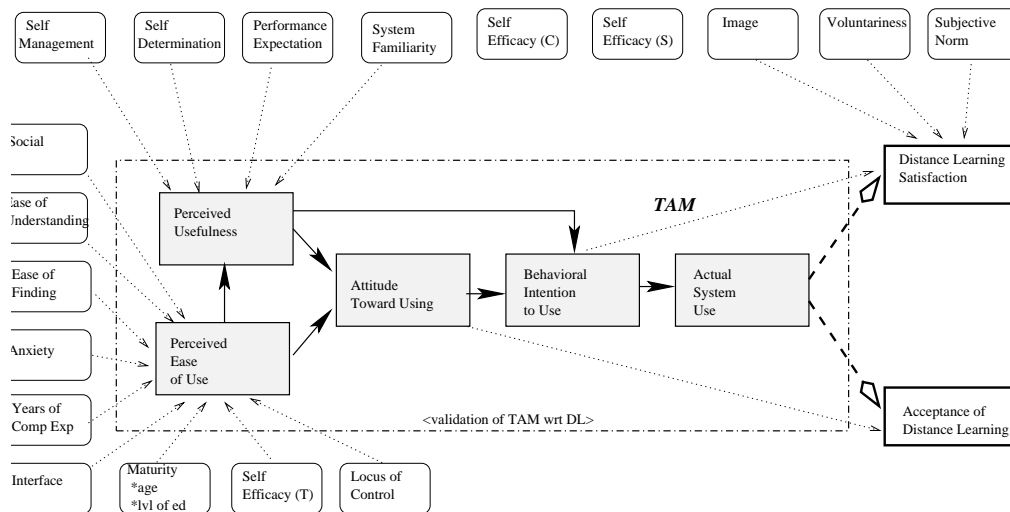 Self
Management
Self
Determination
Performance
Expectation
System
Familiarity
Self
Efficacy (C)
Self
Efficacy (S)
Image
Voluntariness
Subjective
Norm
Social
Ease of
Understanding
Ease of
Finding
Anxiety
Years of
Comp Exp
Interface
Maturity
*age
*lvl of ed
Self
Efficacy (T)
Locus of
Control
Perceived
Usefulness
Perceived
Ease
of Use
Attitude
Toward Using
Behavioral
Intention
to Use
Actual
System
Use
TAM
<validation of TAM wrt DL>
Distance Learning
Satisfaction
Acceptance of
Distance Learning